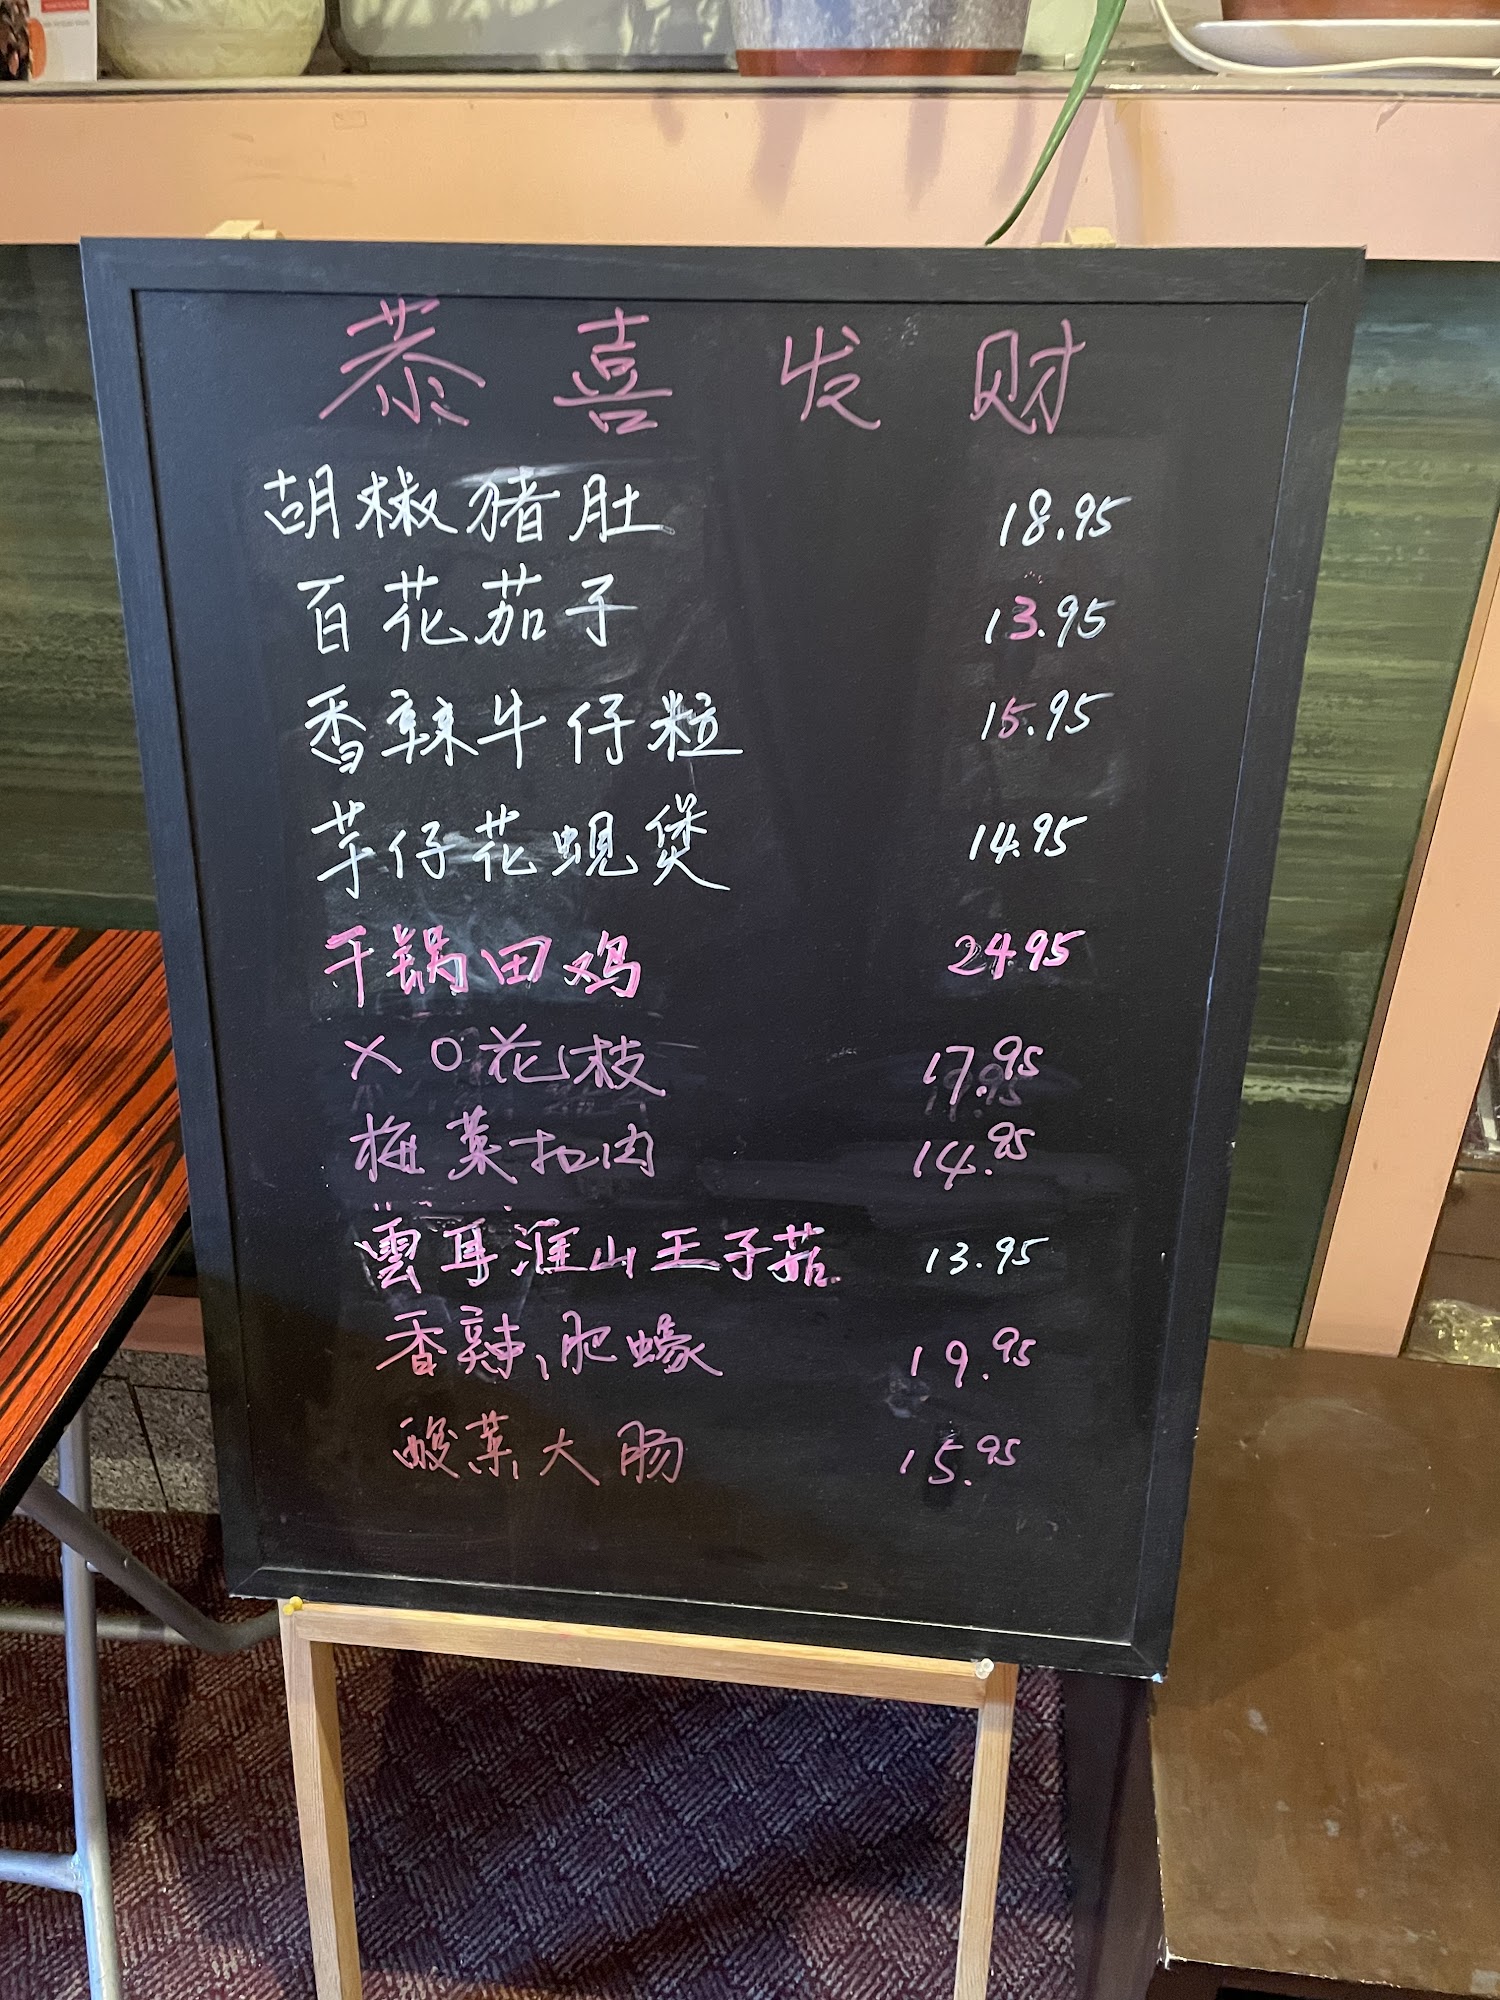 恭喜发财
胡椒猪肚 18.95
百花茄子 13.95
香辣牛仔粒 15.95
芋仔花蚬煲 14.95
干锅田鸡 24.95
XO花枝 17.95
梅菜扣肉 14.95
雲耳淮山王子菇 13.95
香辣肥蠔 19.95
酸菜大肠 15.95